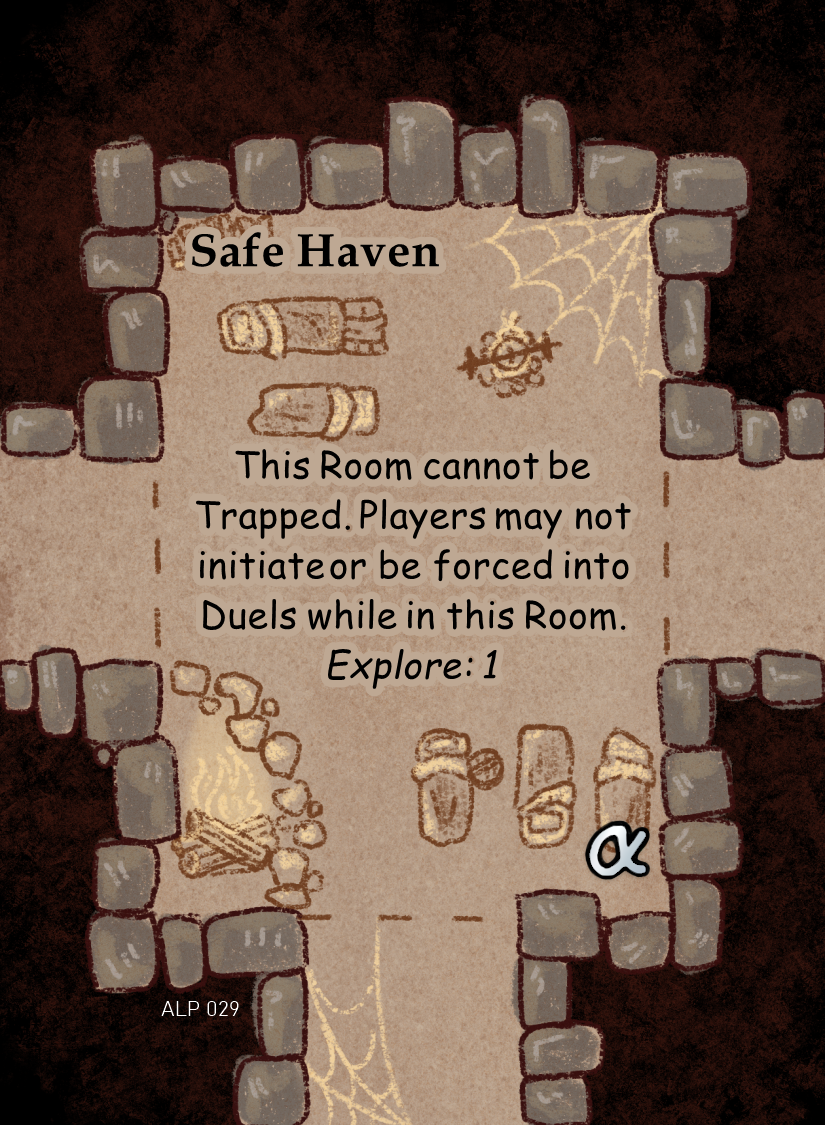 Safe Haven
This Room cannot be
Trapped. Players may not
initiate or be forced into
Duels while in this Room.
Explore: 1
α
ALP 029